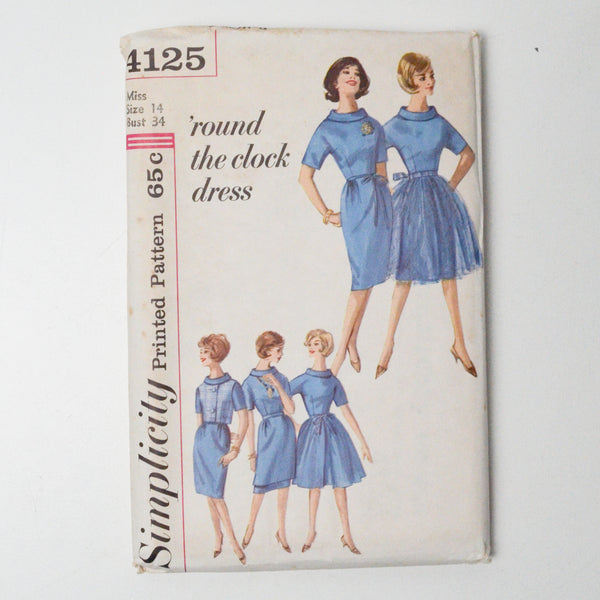 4125
Miss
Size 14
Bust 34
65c
'round
the clock
dress
Simplicity
Printed Pattern